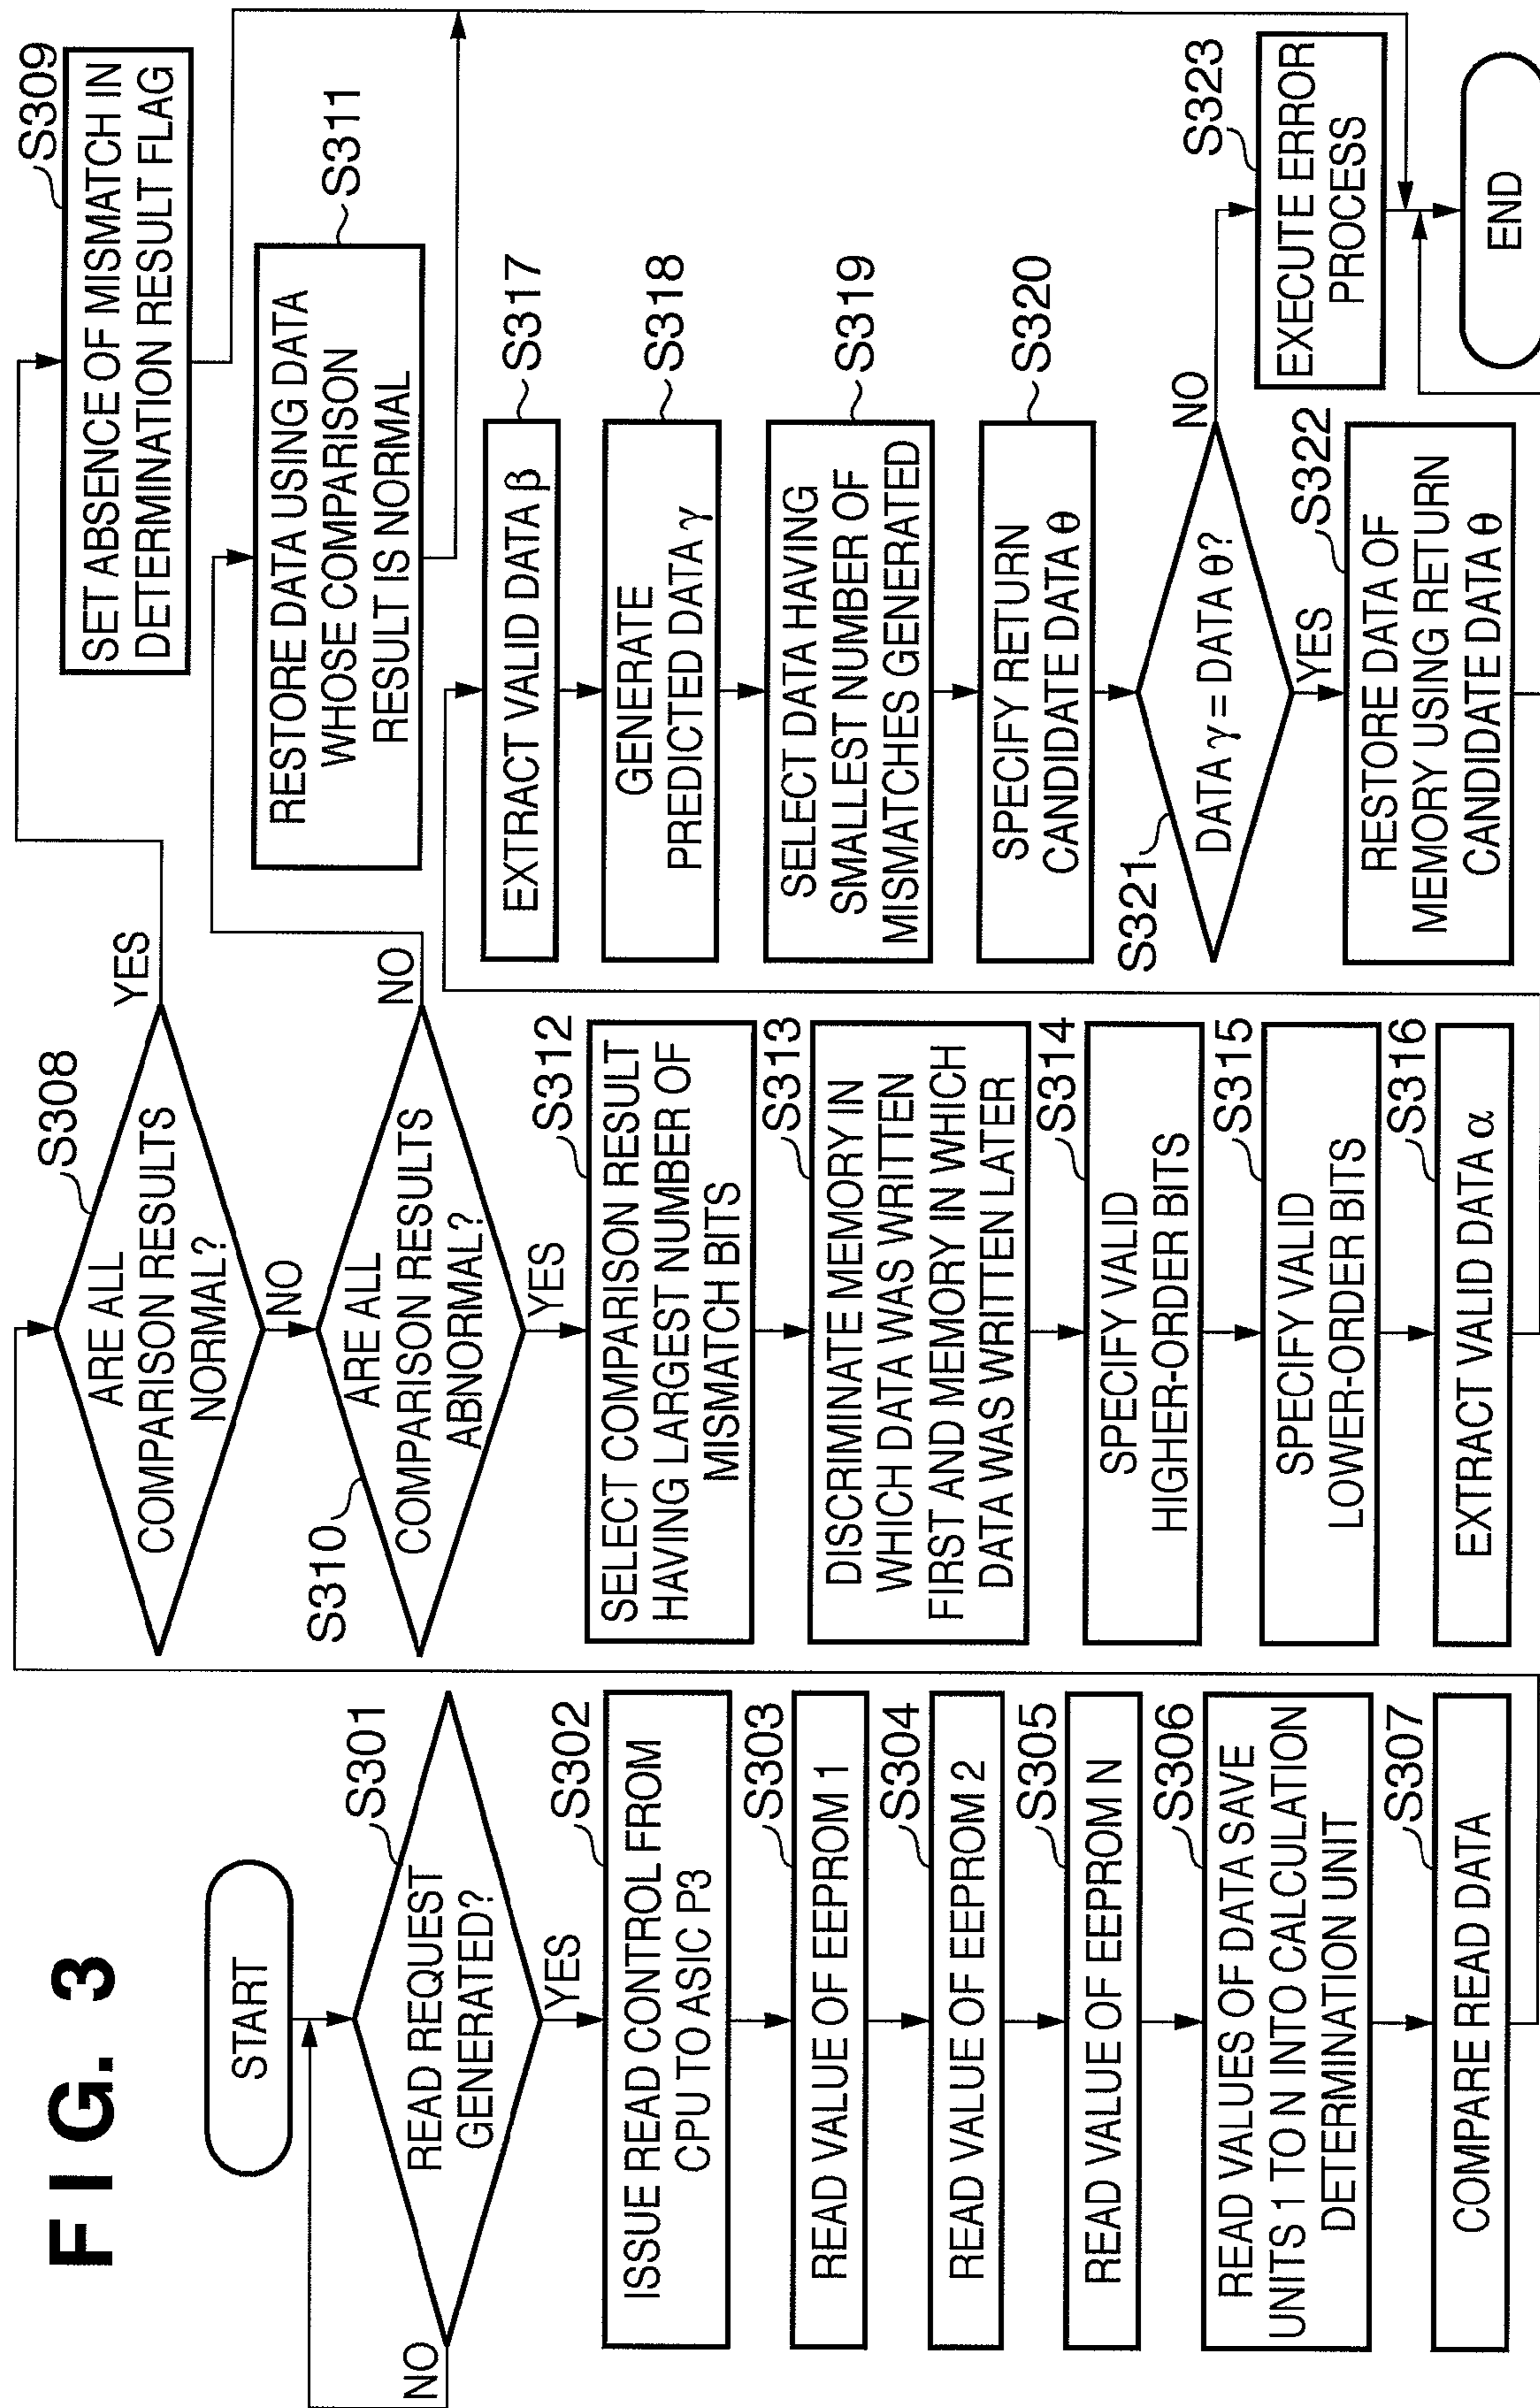 FIG. 3
START
S301
READ REQUEST
GENERATED?
NO
YES
S302
ISSUE READ CONTROL FROM
CPU TO ASIC P3
S303
READ VALUE OF EEPROM 1
S304
READ VALUE OF EEPROM 2
S305
READ VALUE OF EEPROM N
S306
READ VALUES OF DATA SAVE
UNITS 1 TO N INTO CALCULATION
DETERMINATION UNIT
S307
COMPARE READ DATA
S308
ARE ALL
COMPARISON RESULTS
NORMAL?
YES
NO
S310
ARE ALL
COMPARISON RESULTS
ABNORMAL?
NO
YES
S312
SELECT COMPARISON RESULT
HAVING LARGEST NUMBER OF
MISMATCH BITS
S313
DISCRIMINATE MEMORY IN
WHICH DATA WAS WRITTEN
FIRST AND MEMORY IN WHICH
DATA WAS WRITTEN LATER
S314
SPECIFY VALID
HIGHER-ORDER BITS
S315
SPECIFY VALID
LOWER-ORDER BITS
S316
EXTRACT VALID DATA α
S309
SET ABSENCE OF MISMATCH IN
DETERMINATION RESULT FLAG
S311
RESTORE DATA USING DATA
WHOSE COMPARISON
RESULT IS NORMAL
S317
EXTRACT VALID DATA β
S318
GENERATE
PREDICTED DATA γ
S319
SELECT DATA HAVING
SMALLEST NUMBER OF
MISMATCHES GENERATED
S320
SPECIFY RETURN
CANDIDATE DATA θ
S321
DATA γ = DATA θ?
NO
YES
S322
RESTORE DATA OF
MEMORY USING RETURN
CANDIDATE DATA θ
S323
EXECUTE ERROR
PROCESS
END